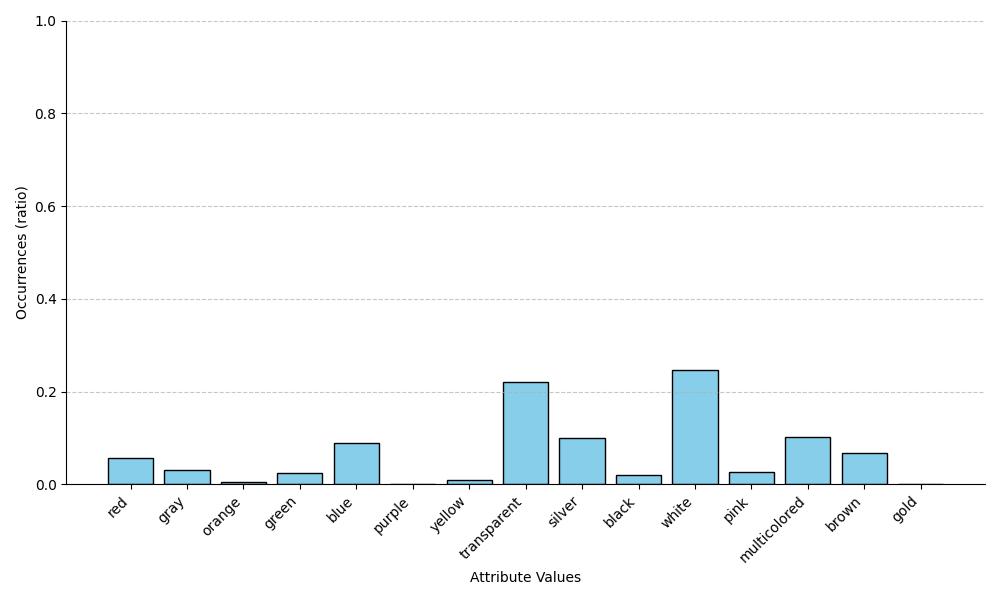 1.0
0.8
0.6
0.4
0.2
0.0
Occurrences (ratio)
red
gray
orange
green
blue
purple
yellow
transparent
silver
black
white
pink
multicolored
brown
gold
Attribute Values